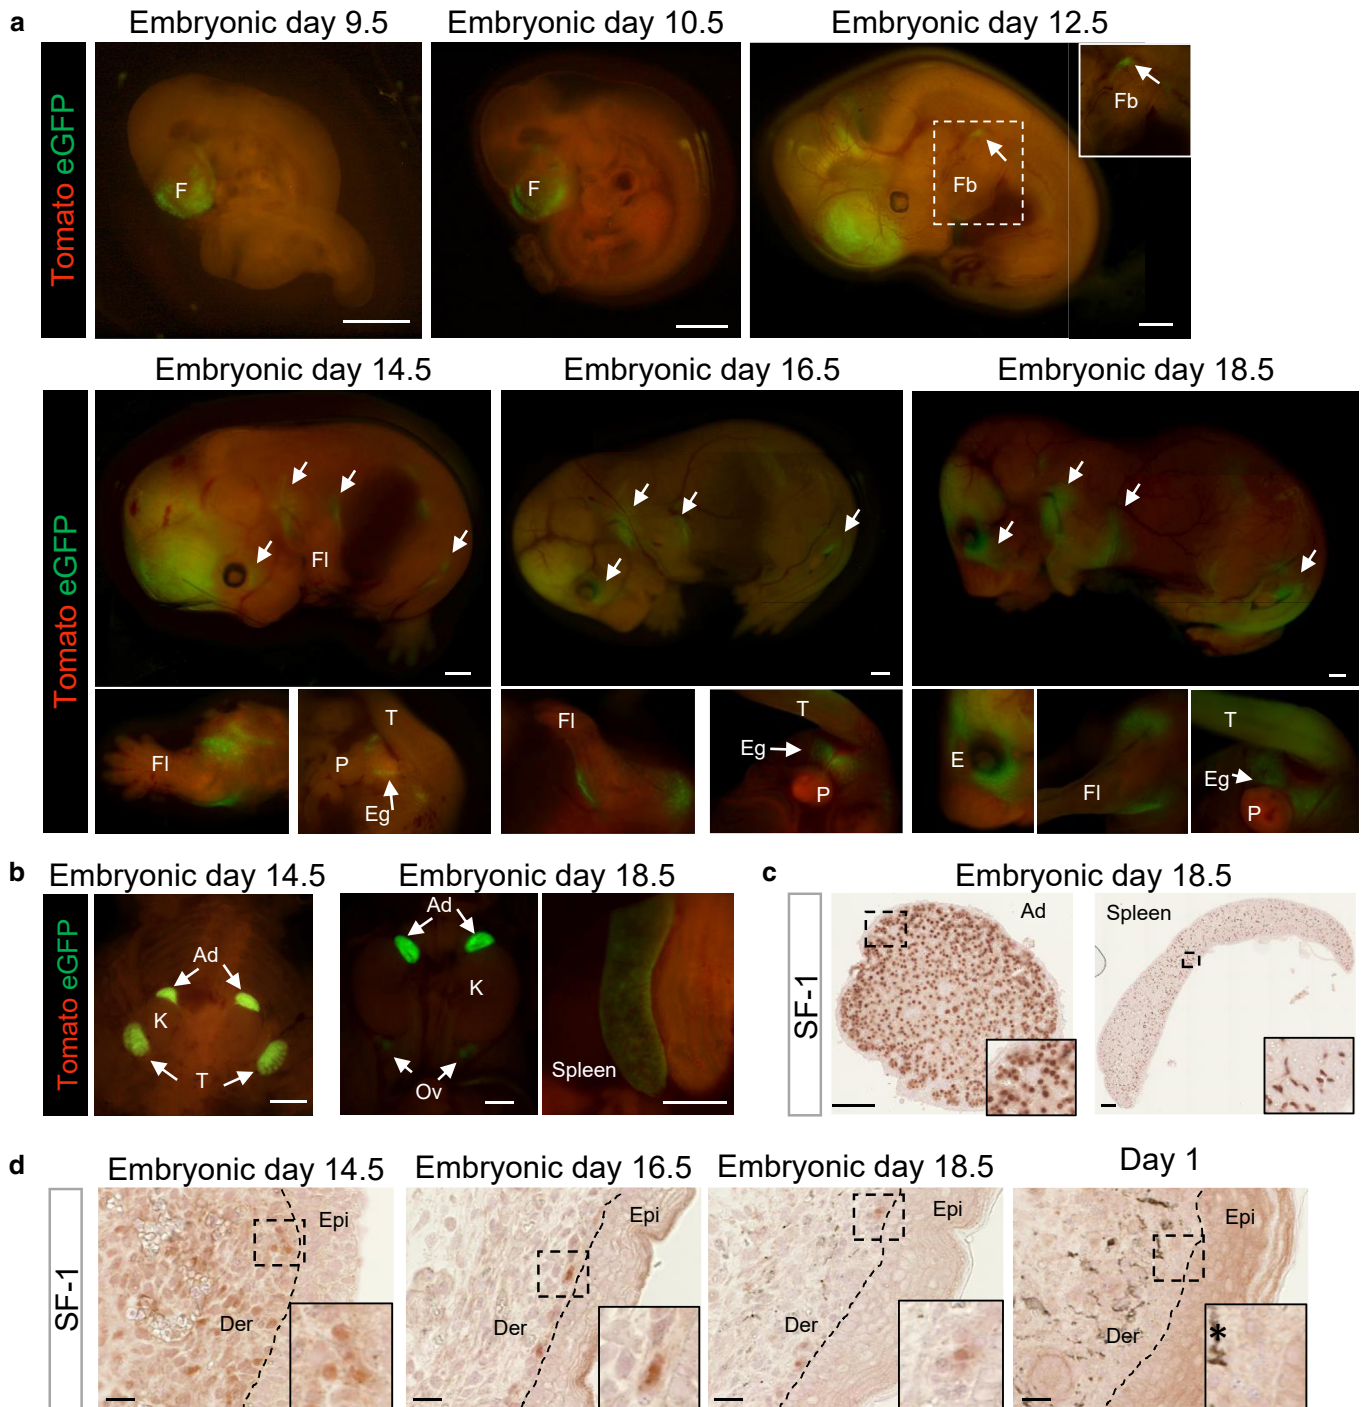 a
Embryonic day 9.5
Embryonic day 10.5
Embryonic day 12.5
Tomato eGFP
F
F
Fb
Fb
Embryonic day 14.5
Embryonic day 16.5
Embryonic day 18.5
Tomato eGFP
Fl
Fl
T
P
Eg
Fl
T
Eg
P
E
Fl
T
Eg
P
b
Embryonic day 14.5
Embryonic day 18.5
Tomato eGFP
Ad
K
T
Ad
K
Ov
Spleen
c
Embryonic day 18.5
SF-1
Ad
Spleen
d
Embryonic day 14.5
Embryonic day 16.5
Embryonic day 18.5
Day 1
SF-1
Epi
Der
Epi
Der
Epi
Der
Epi
Der
*